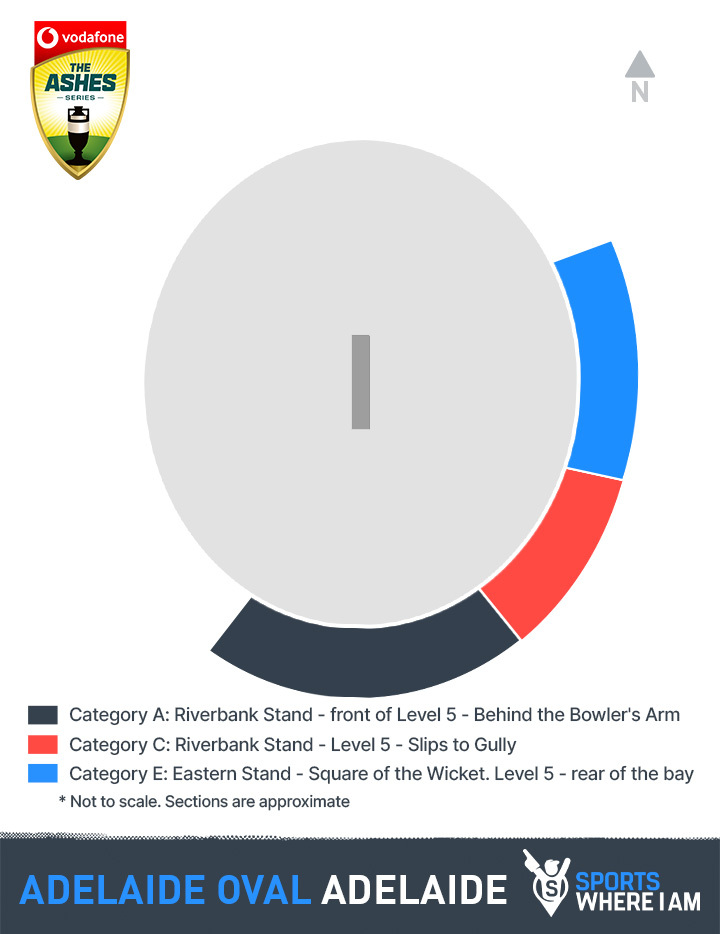 vodafone
THE
ASHES
SERIES
N
Category A: Riverbank Stand - front of Level 5 - Behind the Bowler's Arm
Category C: Riverbank Stand - Level 5 - Slips to Gully
Category E: Eastern Stand - Square of the Wicket. Level 5 - rear of the bay
* Not to scale. Sections are approximate
ADELAIDE OVAL ADELAIDE
S
SPORTS
WHERE I AM